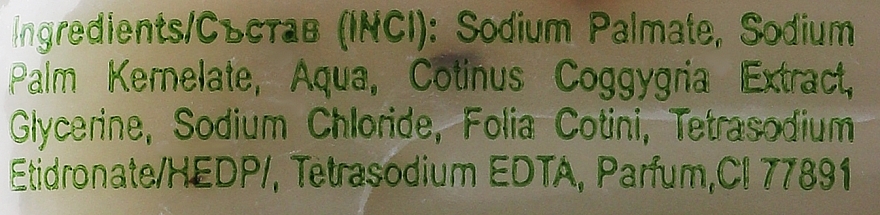 Ingredients/Състав (INCI): Sodium Palmate, Sodium
Palm Kernelate, Aqua, Cotinus Coggygria Extract,
Glycerine, Sodium Chloride, Folia Cotini, Tetrasodium
Etidronate/HEDP/, Tetrasodium EDTA, Parfum,CI 77891